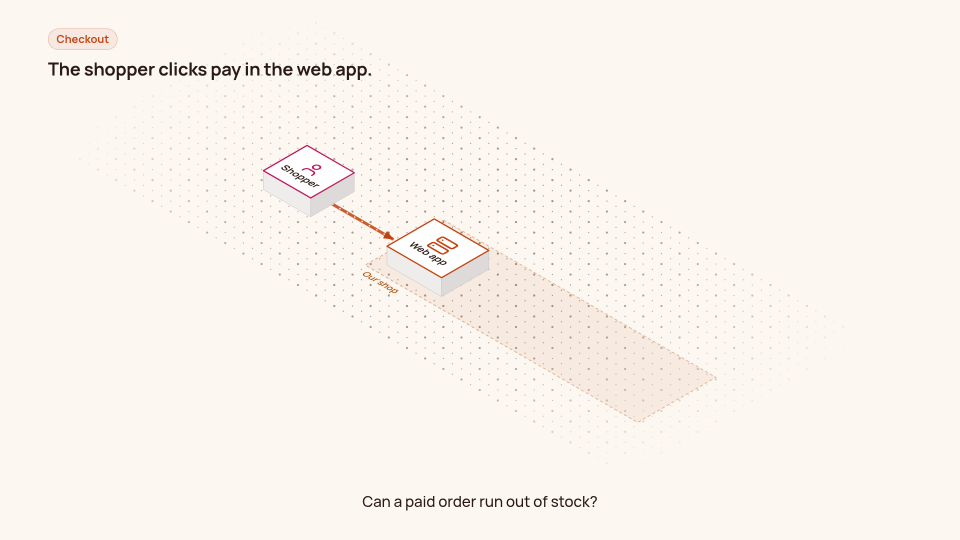 Checkout
The shopper clicks pay in the web app.
Shopper
Web app
Our shop
Can a paid order run out of stock?